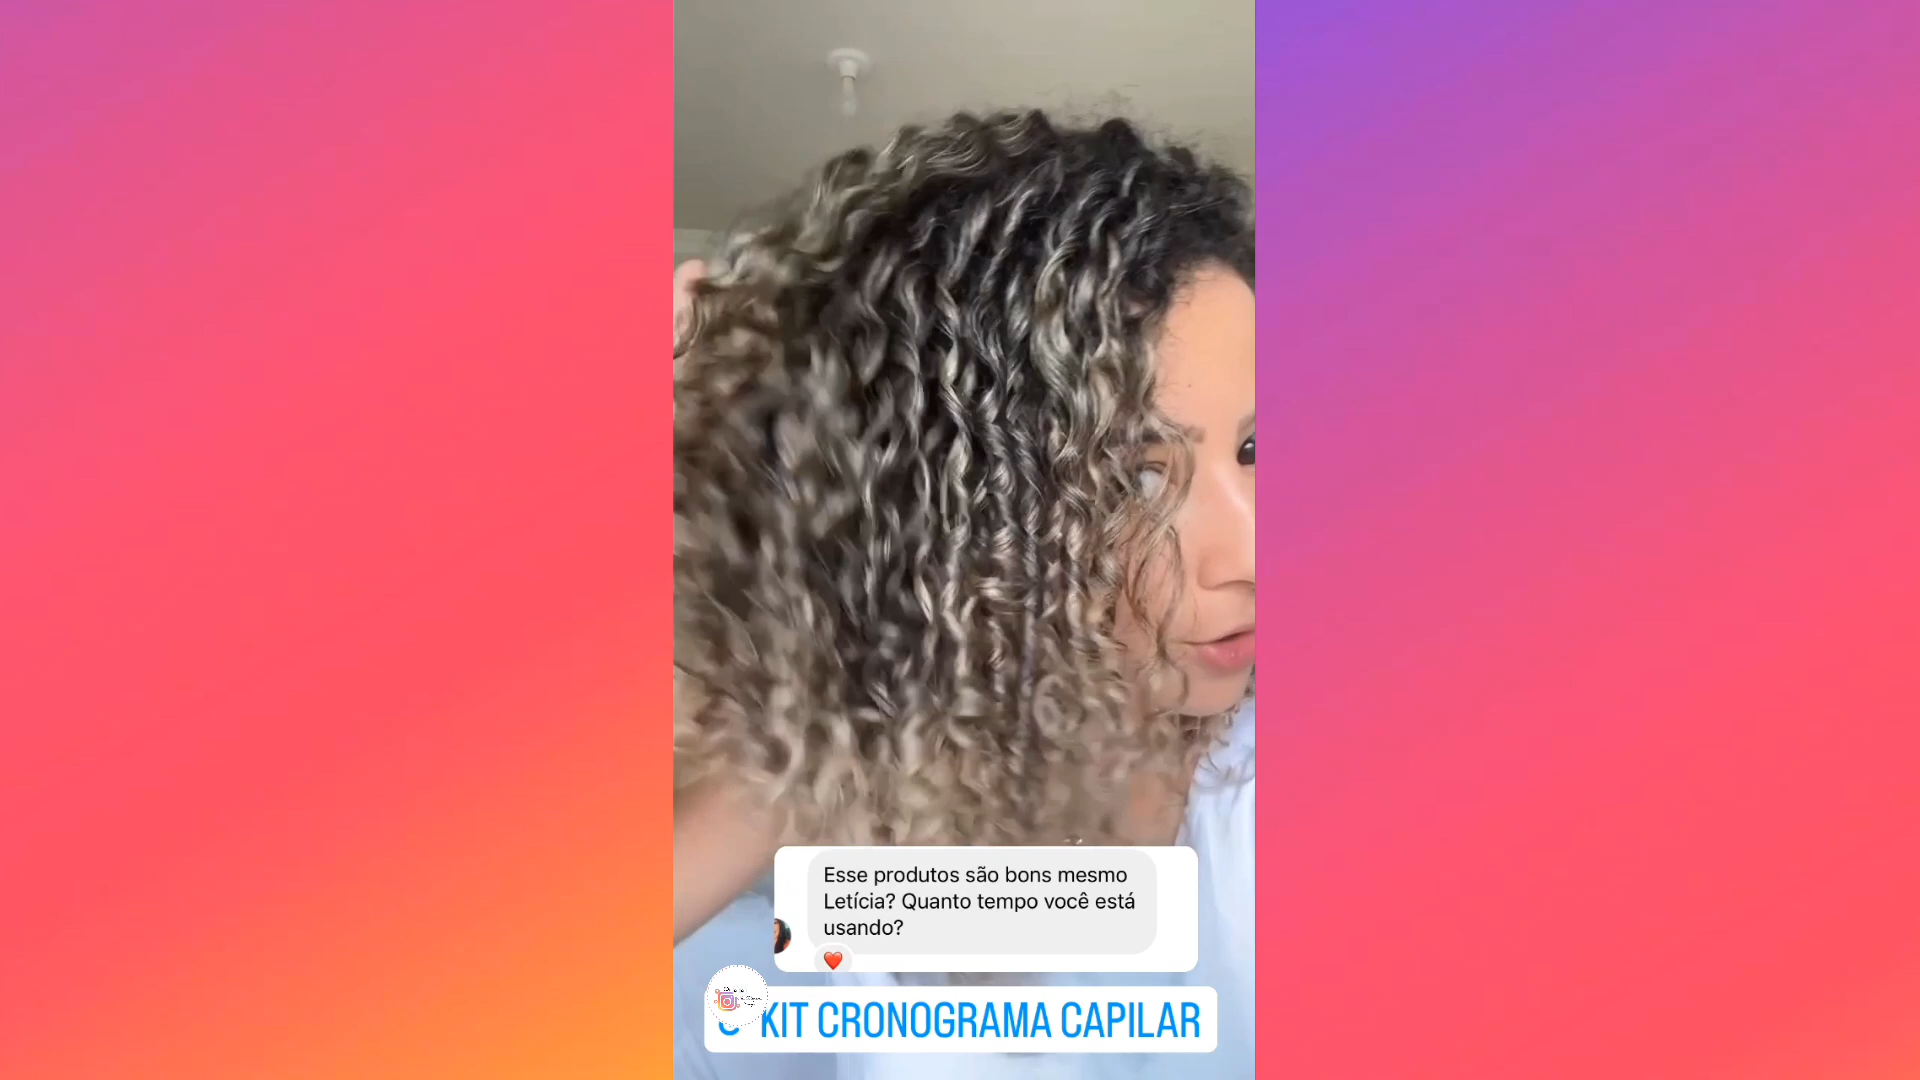 Esse produtos são bons mesmo
Letícia? Quanto tempo você está
usando?
KIT CRONOGRAMA CAPILAR